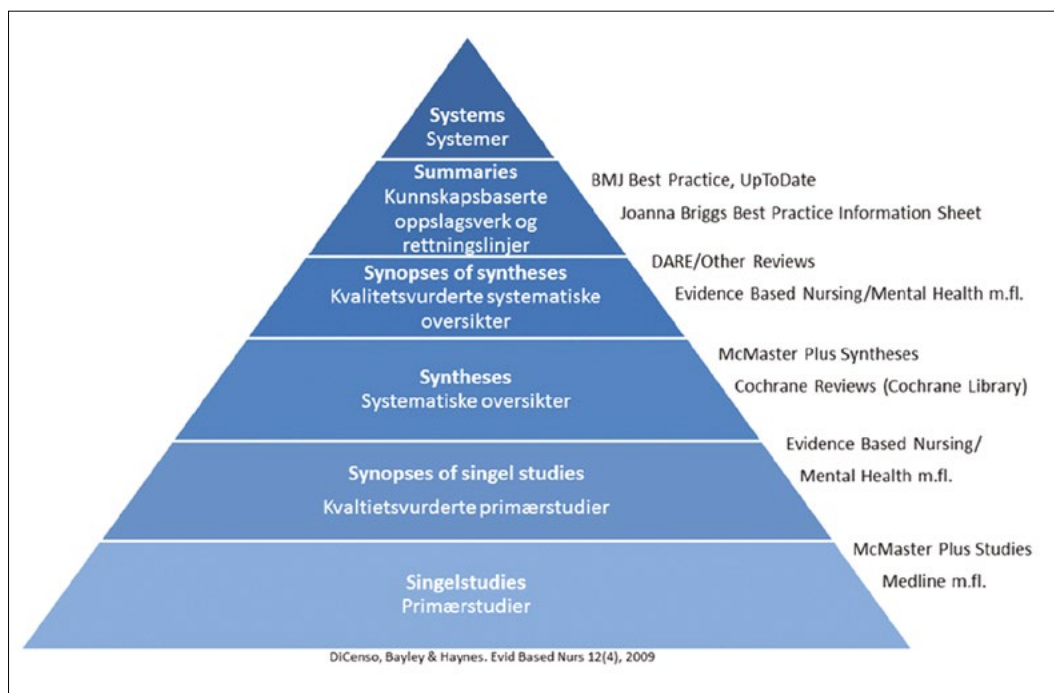 Systems
Systemer
Summaries
Kunnskapsbaserte
oppslagsverk og
rettningslinjer
BMJ Best Practice, UpToDate
Joanna Briggs Best Practice Information Sheet
Synopses of syntheses
Kvalitetsvurderte systematiske
oversikter
DARE/Other Reviews
Evidence Based Nursing/Mental Health m.fl.
Syntheses
Systematiske oversikter
McMaster Plus Syntheses
Cochrane Reviews (Cochrane Library)
Synopses of singel studies
Kvaltietsvurderte primærstudier
Evidence Based Nursing/
Mental Health m.fl.
Singelstudies
Primærstudier
McMaster Plus Studies
Medline m.fl.
DiCenso, Bayley & Haynes. Evid Based Nurs 12(4), 2009